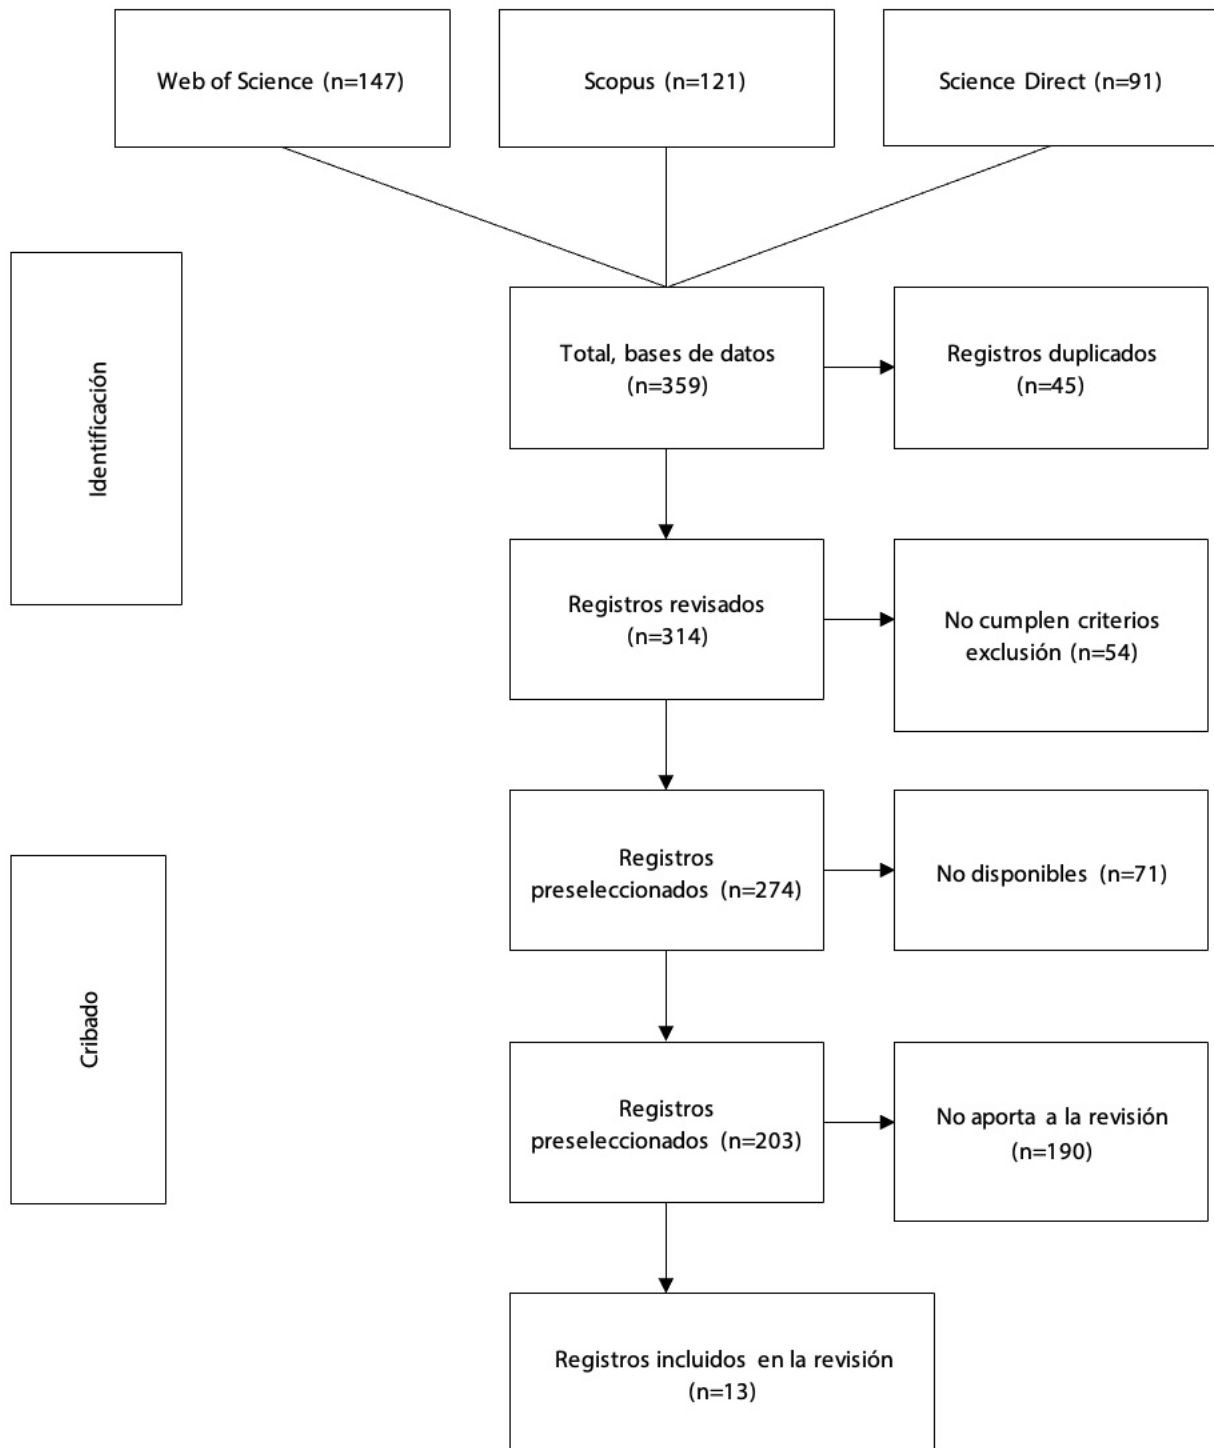 Web of Science (n=147)
Scopus (n=121)
Science Direct (n=91)
Identificación
Total, bases de datos
(n=359)
Registros duplicados
(n=45)
Registros revisados
(n=314)
No cumplen criterios
exclusión (n=54)
Cribado
Registros
preseleccionados (n=274)
No disponibles (n=71)
Registros
preseleccionados (n=203)
No aporta a la revisión
(n=190)
Registros incluidos en la revisión
(n=13)